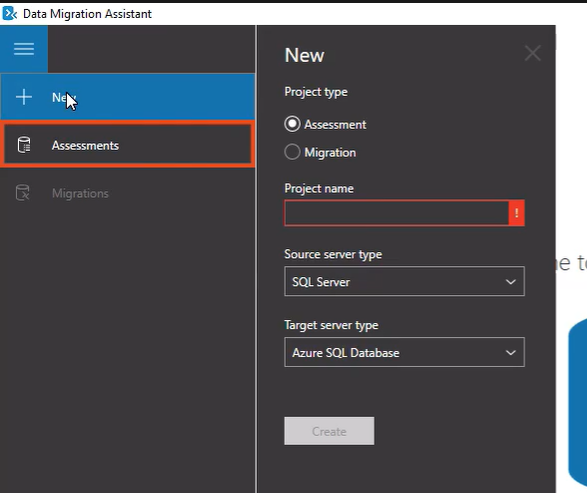 Data Migration Assistant
New
Assessments
Migrations
New
Project type
Assessment
Migration
Project name
!
Source server type
SQL Server
Target server type
Azure SQL Database
Create